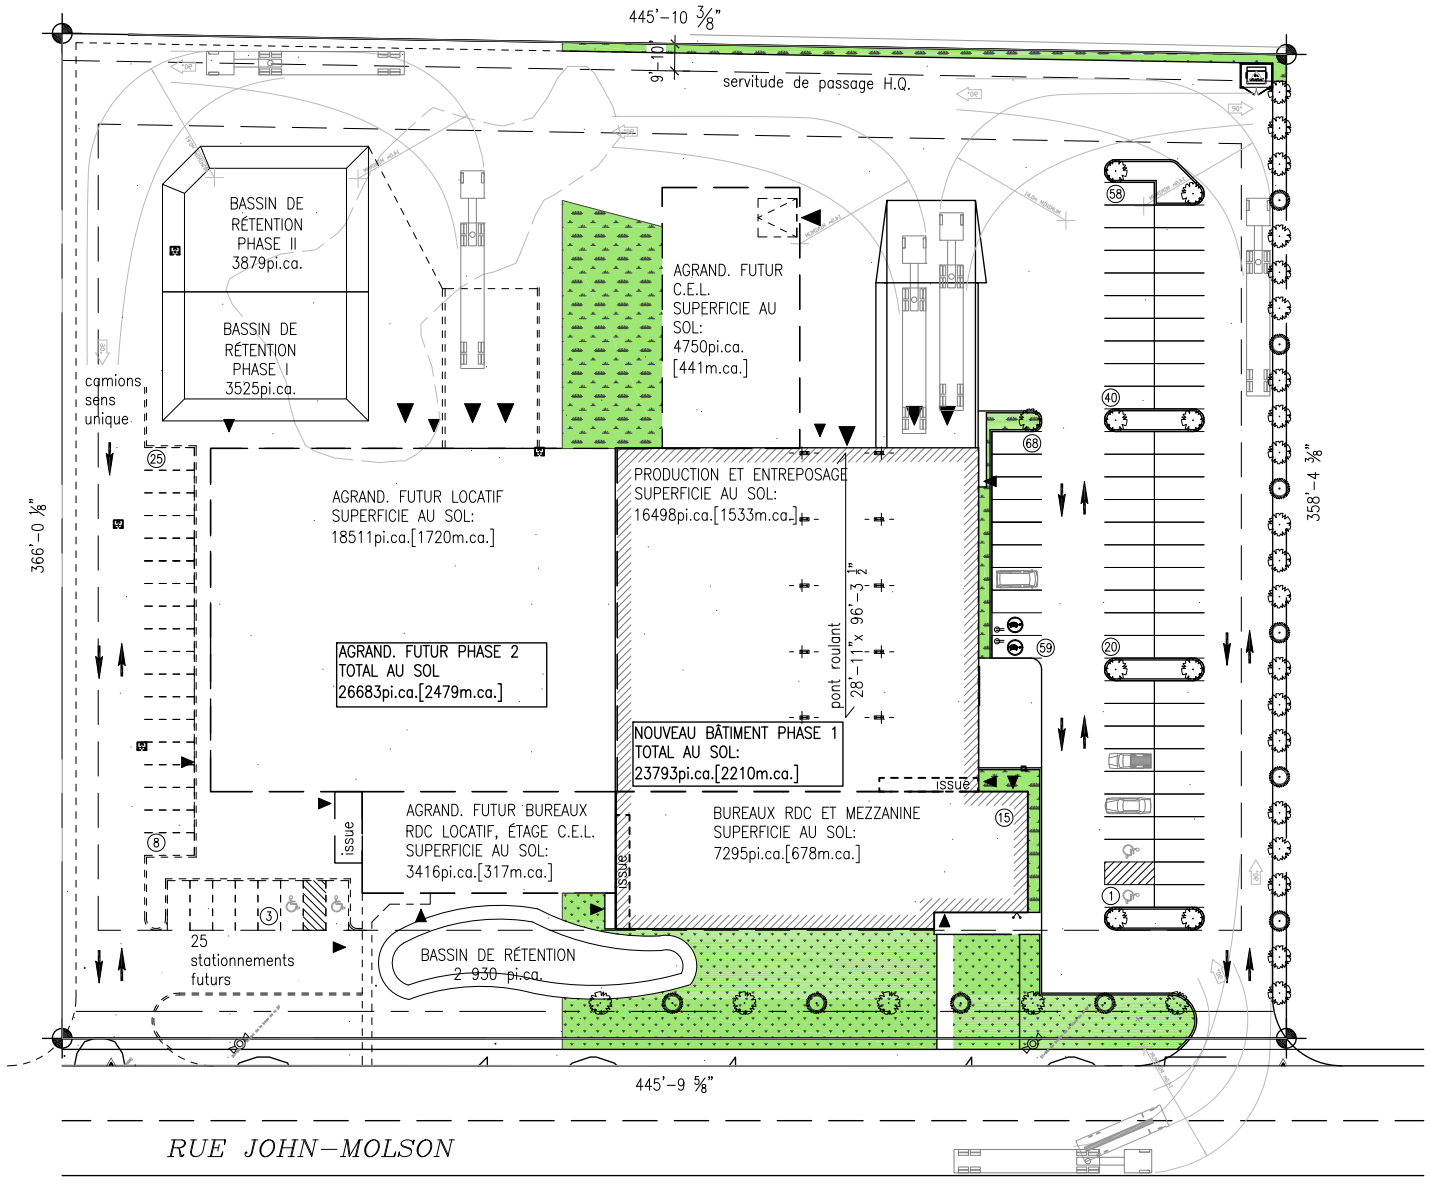 445'-10 3/8"
9'-10"
servitude de passage H.Q.
BASSIN DE
RÉTENTION
PHASE II
3879pi.ca.
BASSIN DE
RÉTENTION
PHASE I
3525pi.ca.
camions
sens
unique
AGRAND. FUTUR
C.E.L.
SUPERFICIE AU
SOL:
4750pi.ca.
[441m.ca.]
58
40
68
25
366'-0 1/8"
358'-4 3/8"
AGRAND. FUTUR LOCATIF
SUPERFICIE AU SOL:
18511pi.ca.[1720m.ca.]
PRODUCTION ET ENTREPOSAGE
SUPERFICIE AU SOL:
16498pi.ca.[1533m.ca.]
pont roulant
28'-11" x 96'-3 1/2"
59
20
AGRAND. FUTUR PHASE 2
TOTAL AU SOL
26683pi.ca.[2479m.ca.]
NOUVEAU BÂTIMENT PHASE 1
TOTAL AU SOL:
23793pi.ca.[2210m.ca.]
issue
AGRAND. FUTUR BUREAUX
RDC LOCATIF, ÉTAGE C.E.L.
SUPERFICIE AU SOL:
3416pi.ca.[317m.ca.]
issue
issue
BUREAUX RDC ET MEZZANINE
SUPERFICIE AU SOL:
7295pi.ca.[678m.ca.]
15
8
3
1
25
stationnements
futurs
BASSIN DE RÉTENTION
2 930 pi.ca.
445'-9 5/8"
RUE JOHN-MOLSON